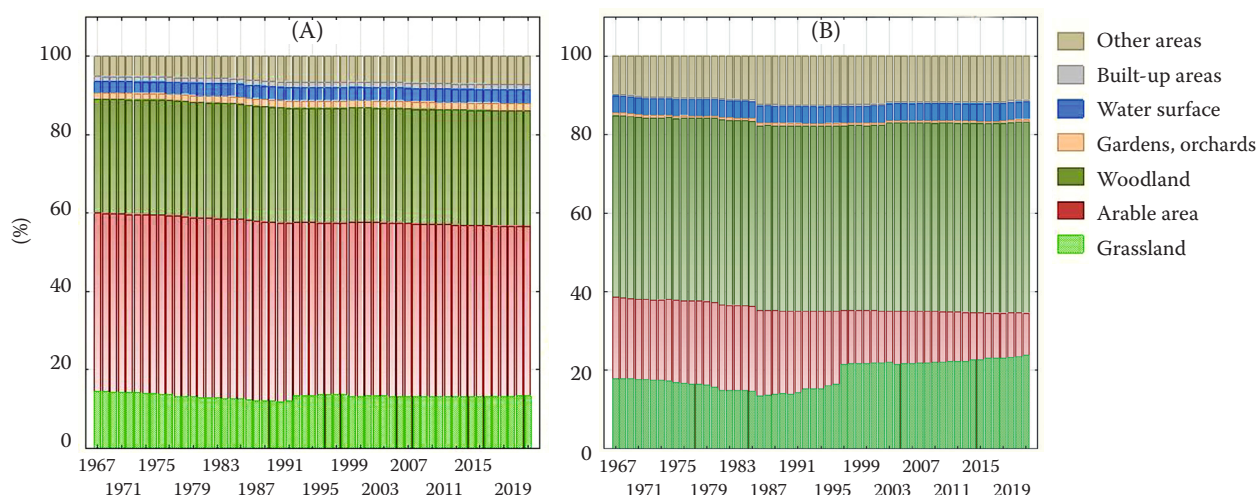 (A)
(B)
(%)
100
80
60
40
20
0
1967 1975 1983 1991 1999 2007 2015
1971 1979 1987 1995 2003 2011 2019
100
80
60
40
20
0
1967 1975 1983 1991 1999 2007 2015
1971 1979 1987 1995 2003 2011 2019
Other areas
Built-up areas
Water surface
Gardens, orchards
Woodland
Arable area
Grassland